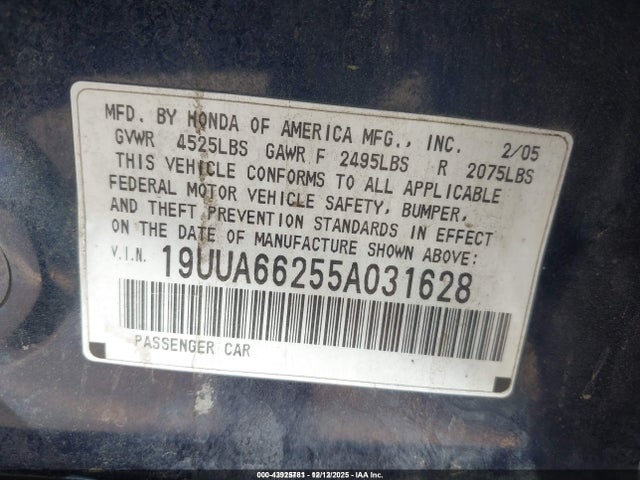 MFD. BY HONDA OF AMERICA MFG., INC. 2/05
GVWR 4525LBS GAWR F 2495LBS R 2075LBS
THIS VEHICLE CONFORMS TO ALL APPLICABLE
FEDERAL MOTOR VEHICLE SAFETY, BUMPER,
AND THEFT PREVENTION STANDARDS IN EFFECT
ON THE DATE OF MANUFACTURE SHOWN ABOVE:
V.I.N. 19UUA66255A031628
PASSENGER CAR
12/12/2025 - IAA Inc.